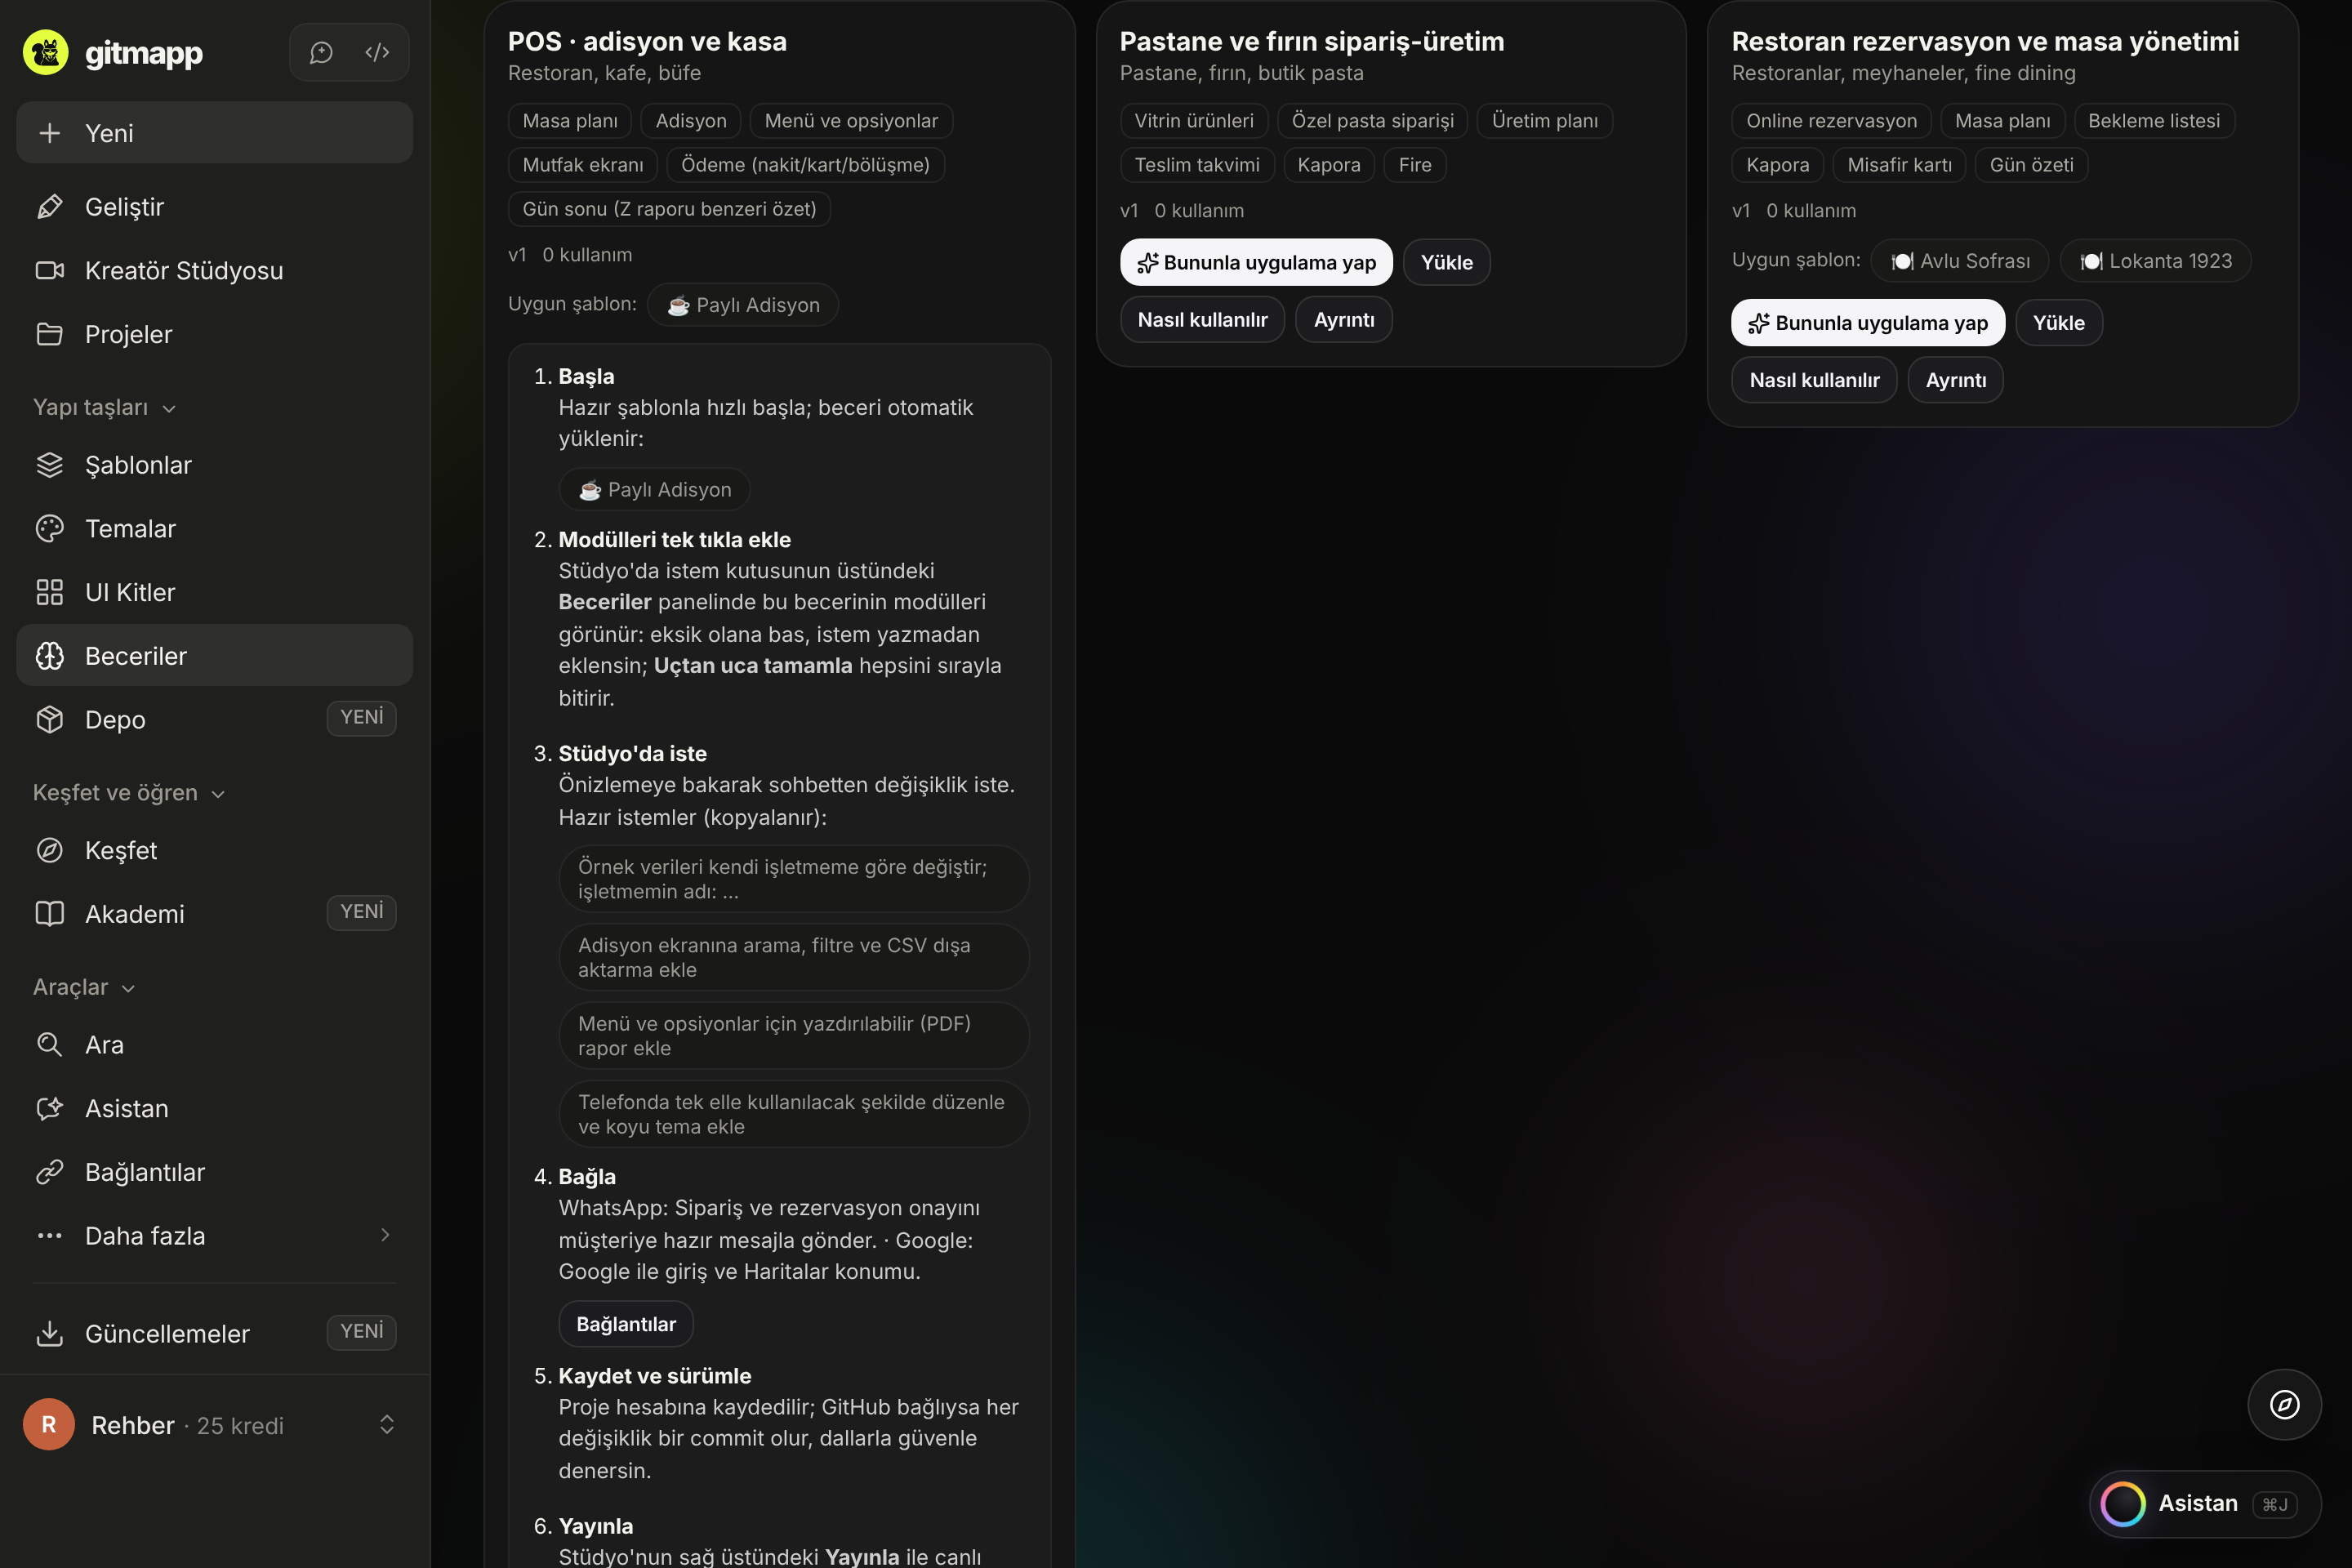 gitmapp
Yeni
Geliştir
Kreatör Stüdyosu
Projeler
Yapı taşları
Şablonlar
Temalar
UI Kitler
Beceriler
Depo YENİ
Keşfet ve öğren
Keşfet
Akademi YENİ
Araçlar
Ara
Asistan
Bağlantılar
Daha fazla
Güncellemeler YENİ
R Rehber · 25 kredi
POS · adisyon ve kasa
Restoran, kafe, büfe
Masa planı Adisyon Menü ve opsiyonlar
Mutfak ekranı Ödeme (nakit/kart/bölüşme)
Gün sonu (Z raporu benzeri özet)
v1 0 kullanım
Uygun şablon: Paylı Adisyon
1. Başla
Hazır şablonla hızlı başla; beceri otomatik
yüklenir:
Paylı Adisyon
2. Modülleri tek tıkla ekle
Stüdyo'da istem kutusunun üstündeki
Beceriler panelinde bu becerinin modülleri
görünür: eksik olana bas, istem yazmadan
eklensin; Uçtan uca tamamla hepsini sırayla
bitirir.
3. Stüdyo'da iste
Önizlemeye bakarak sohbetten değişiklik iste.
Hazır istemler (kopyalanır):
Örnek verileri kendi işletmeme göre değiştir;
işletmemin adı: ...
Adisyon ekranına arama, filtre ve CSV dışa
aktarma ekle
Menü ve opsiyonlar için yazdırılabilir (PDF)
rapor ekle
Telefonda tek elle kullanılacak şekilde düzenle
ve koyu tema ekle
4. Bağla
WhatsApp: Sipariş ve rezervasyon onayını
müşteriye hazır mesajla gönder. · Google:
Google ile giriş ve Haritalar konumu.
Bağlantılar
5. Kaydet ve sürümle
Proje hesabına kaydedilir; GitHub bağlıysa her
değişiklik bir commit olur, dallarla güvenle
denersin.
6. Yayınla
Stüdyo'nun sağ üstündeki Yayınla ile canlı
Pastane ve fırın sipariş-üretim
Pastane, fırın, butik pasta
Vitrin ürünleri Özel pasta siparişi Üretim planı
Teslim takvimi Kapora Fire
v1 0 kullanım
Bununla uygulama yap Yükle
Nasıl kullanılır Ayrıntı
Restoran rezervasyon ve masa yönetimi
Restoranlar, meyhaneler, fine dining
Online rezervasyon Masa planı Bekleme listesi
Kapora Misafir kartı Gün özeti
v1 0 kullanım
Uygun şablon: Avlu Sofrası Lokanta 1923
Bununla uygulama yap Yükle
Nasıl kullanılır Ayrıntı
Asistan ⌘J